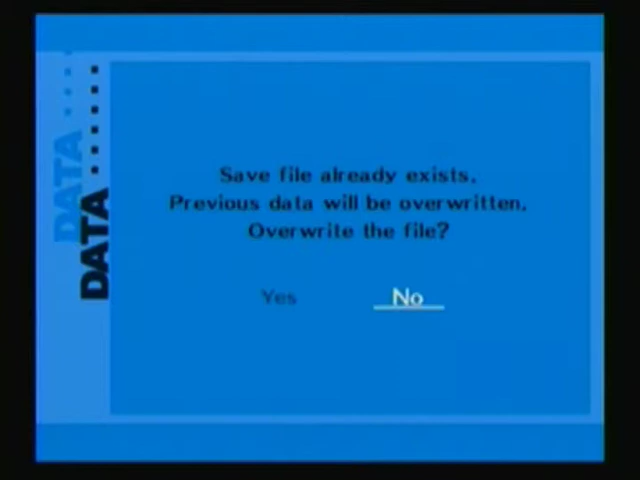 DATA
DATA
Save file already exists.
Previous data will be overwritten.
Overwrite the file?
Yes No